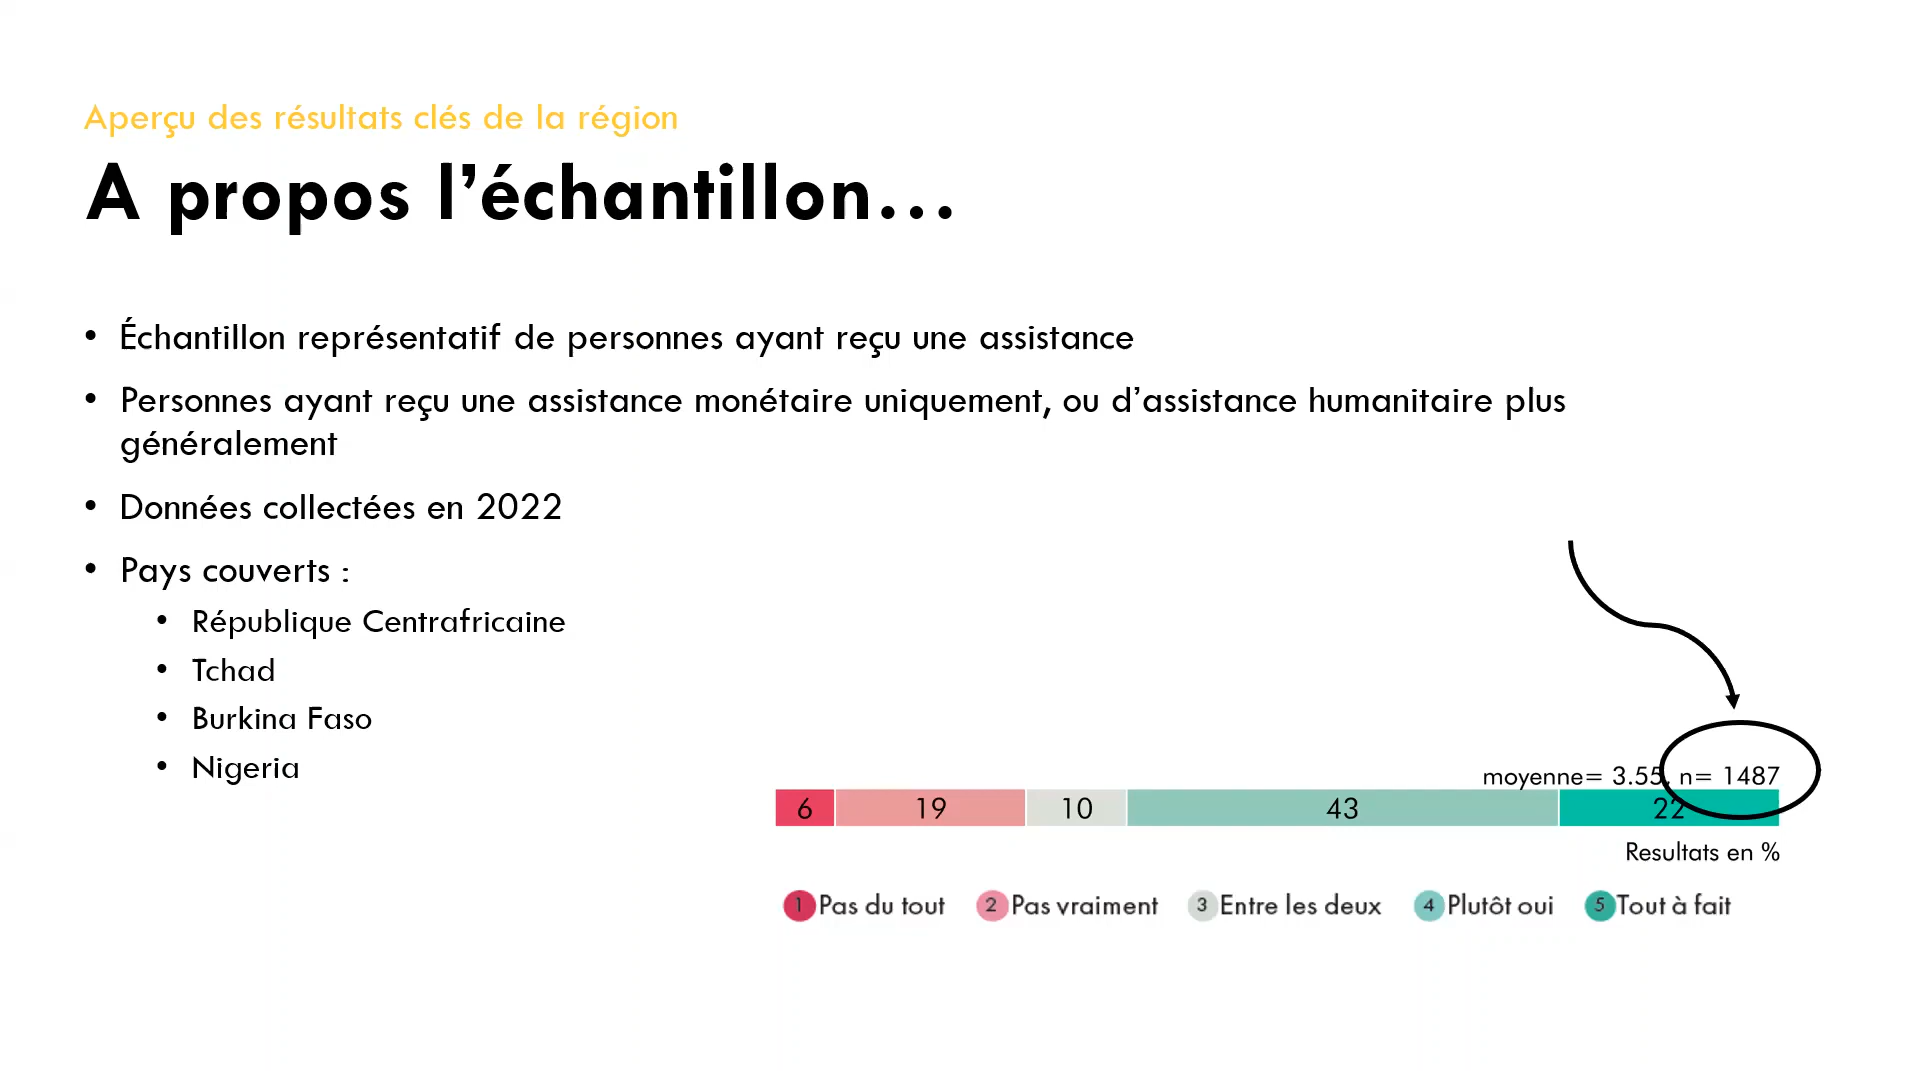 Aperçu des résultats clés de la région
A propos l’échantillon…
• Échantillon représentatif de personnes ayant reçu une assistance
• Personnes ayant reçu une assistance monétaire uniquement, ou d’assistance humanitaire plus
généralement
• Données collectées en 2022
• Pays couverts :
• République Centrafricaine
• Tchad
• Burkina Faso
• Nigeria
moyenne= 3.55, n= 1487
6 19 10 43 22
Resultats en %
1 Pas du tout 2 Pas vraiment 3 Entre les deux 4 Plutôt oui 5 Tout à fait